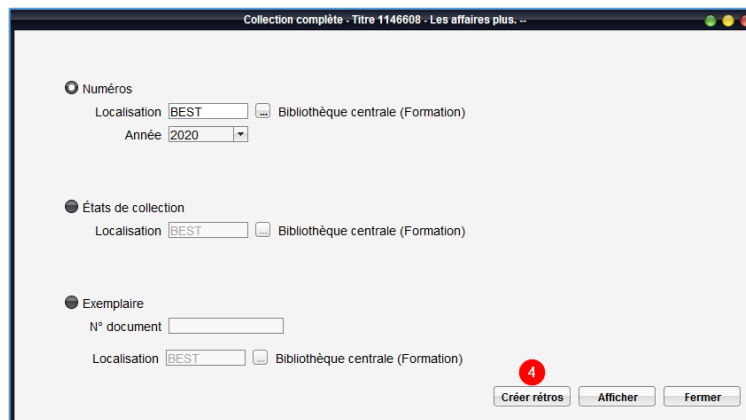 Collection complète - Titre 1146608 - Les affaires plus. --
Numéros
Localisation BEST ... Bibliothèque centrale (Formation)
Année 2020
États de collection
Localisation BEST ... Bibliothèque centrale (Formation)
Exemplaire
N° document
Localisation BEST ... Bibliothèque centrale (Formation)
4
Créer rétros Afficher Fermer